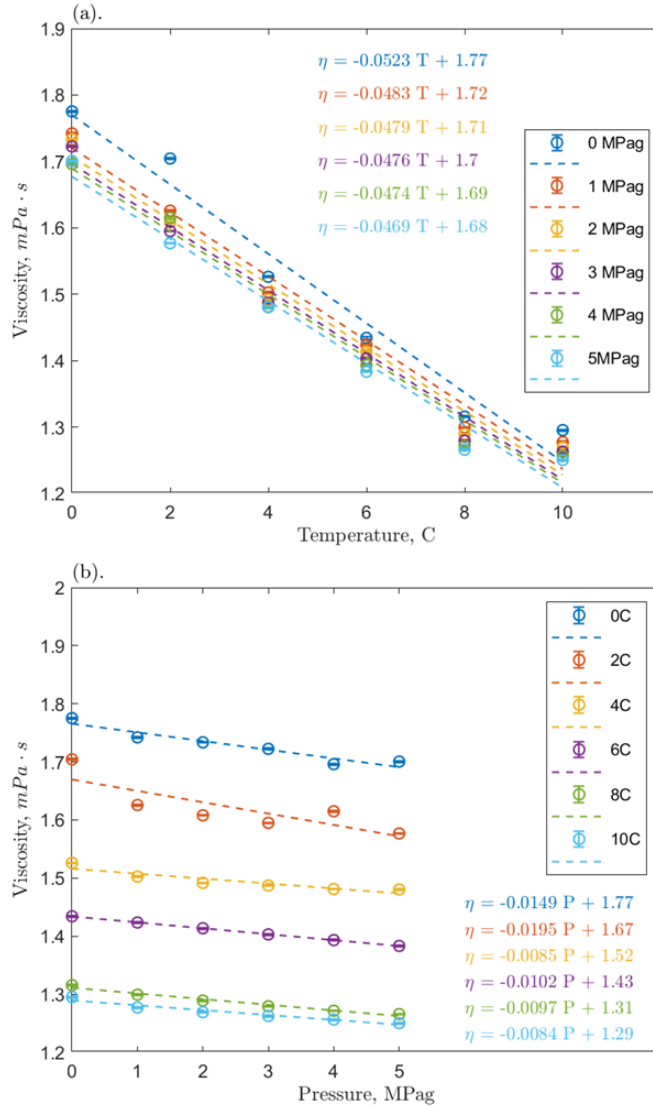 (a).
1.9
1.8
1.7
1.6
1.5
1.4
1.3
1.2
Viscosity, mPa · s
η = -0.0523 T + 1.77
η = -0.0483 T + 1.72
η = -0.0479 T + 1.71
η = -0.0476 T + 1.7
η = -0.0474 T + 1.69
η = -0.0469 T + 1.68
0 MPag
1 MPag
2 MPag
3 MPag
4 MPag
5MPag
0 2 4 6 8 10
Temperature, C
(b).
2
1.9
1.8
1.7
1.6
1.5
1.4
1.3
1.2
Viscosity, mPa · s
0C
2C
4C
6C
8C
10C
η = -0.0149 P + 1.77
η = -0.0195 P + 1.67
η = -0.0085 P + 1.52
η = -0.0102 P + 1.43
η = -0.0097 P + 1.31
η = -0.0084 P + 1.29
0 1 2 3 4 5
Pressure, MPag